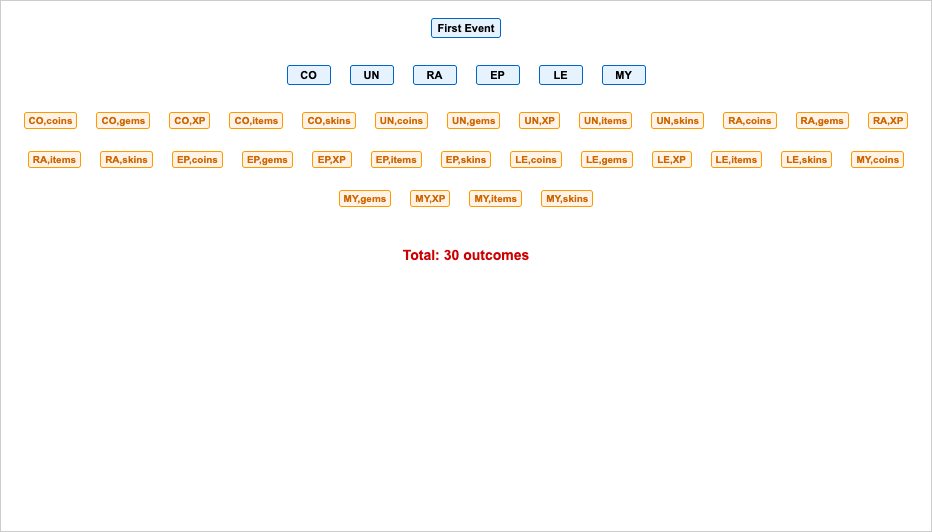 First Event
CO UN RA EP LE MY
CO,coins CO,gems CO,XP CO,items CO,skins UN,coins UN,gems UN,XP UN,items UN,skins RA,coins RA,gems RA,XP
RA,items RA,skins EP,coins EP,gems EP,XP EP,items EP,skins LE,coins LE,gems LE,XP LE,items LE,skins MY,coins
MY,gems MY,XP MY,items MY,skins
Total: 30 outcomes